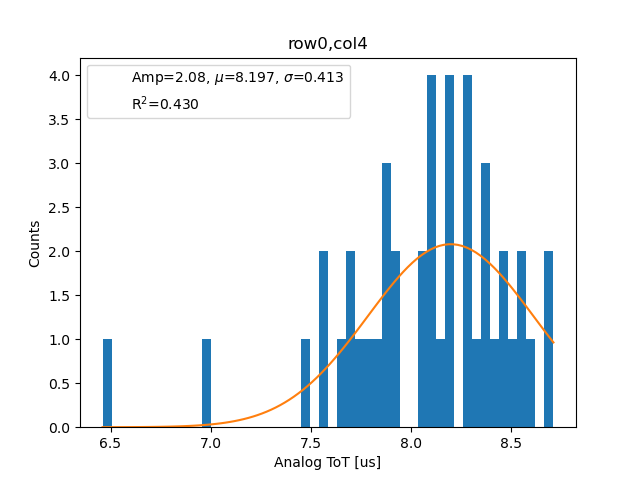 row0,col4
Amp=2.08, μ=8.197, σ=0.413
R²=0.430
4.0
3.5
3.0
2.5
2.0
1.5
1.0
0.5
0.0
Counts
6.5 7.0 7.5 8.0 8.5
Analog ToT [us]